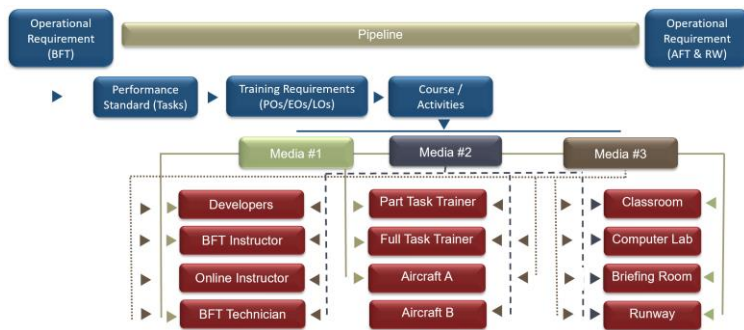 Operational
Requirement
(BFT)
Pipeline
Operational
Requirement
(AFT & RW)
Performance
Standard (Tasks)
Training Requirements
(POs/EOs/LOs)
Course /
Activities
Media #1
Media #2
Media #3
Developers
Part Task Trainer
Classroom
BFT Instructor
Full Task Trainer
Computer Lab
Online Instructor
Aircraft A
Briefing Room
BFT Technician
Aircraft B
Runway